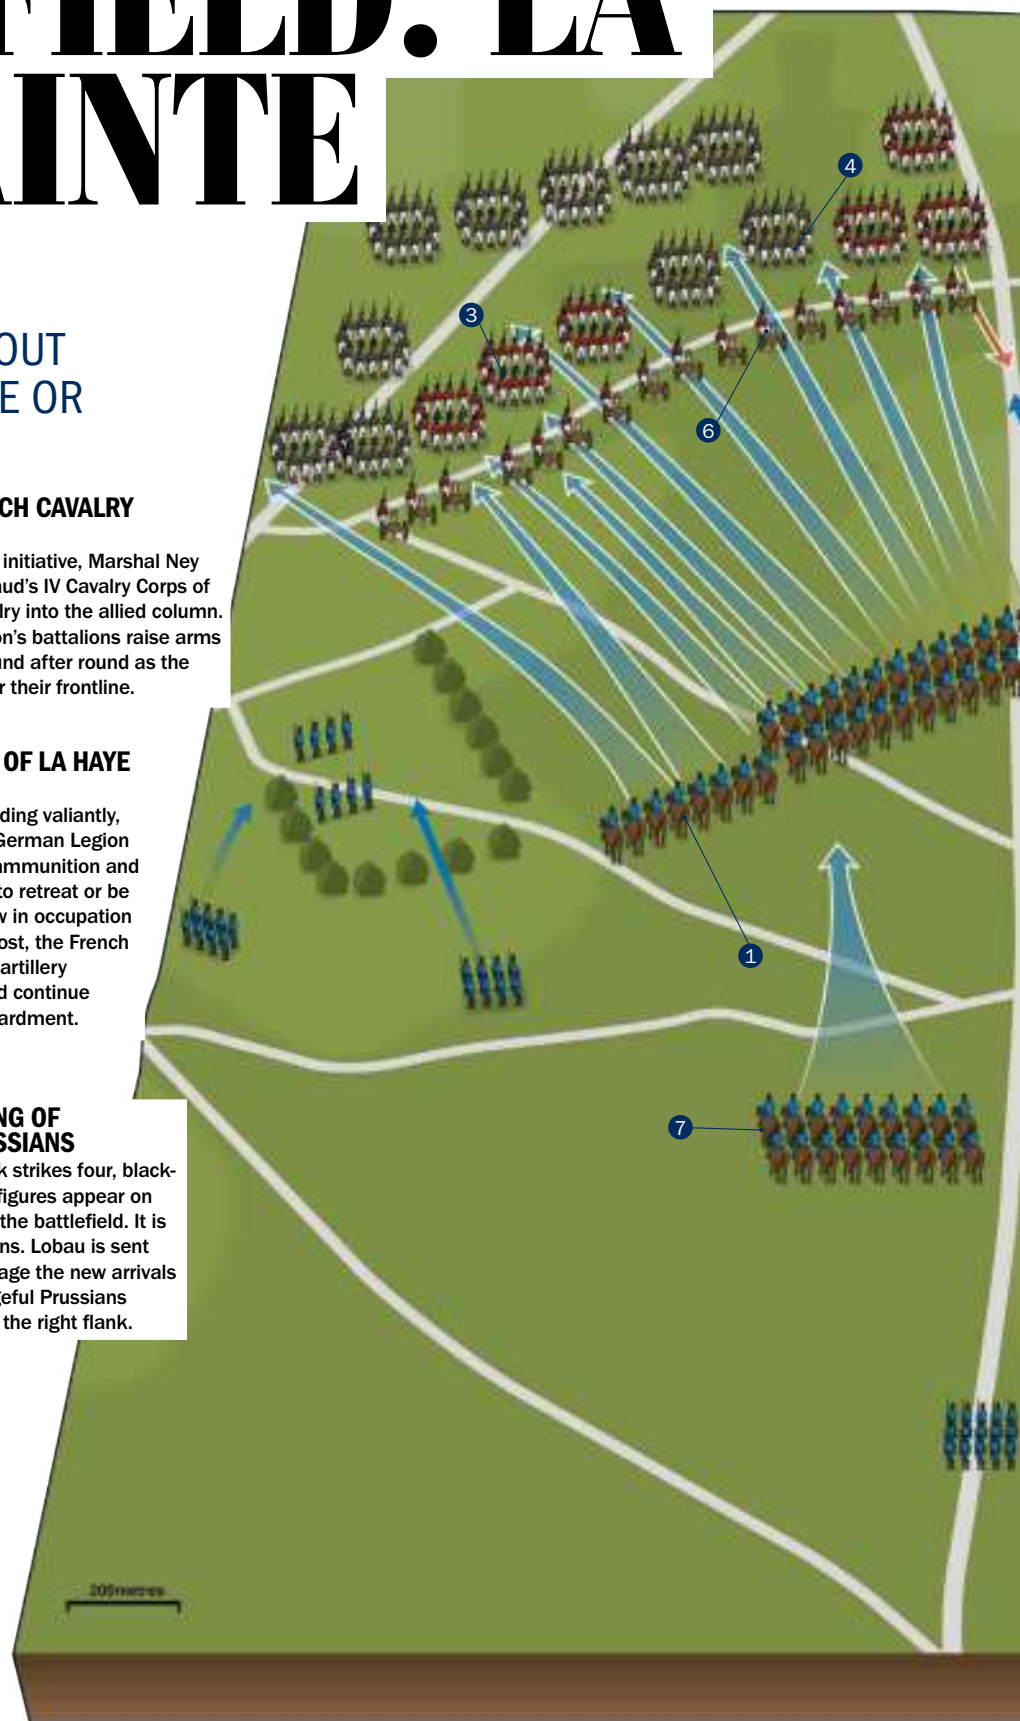 FIELD: LA
AINTE
OUT
E OR
CH CAVALRY
initiative, Marshal Ney
aud's IV Cavalry Corps of
lry into the allied column.
on's battalions raise arms
und after round as the
r their frontline.
OF LA HAYE
ding valiantly,
German Legion
ammunition and
to retreat or be
w in occupation
ost, the French
artillery
d continue
ardment.
NG OF
SSIANS
k strikes four, black-
figures appear on
the battlefield. It is
ns. Lobau is sent
age the new arrivals
geful Prussians
the right flank.
4
3
6
1
7
200metres